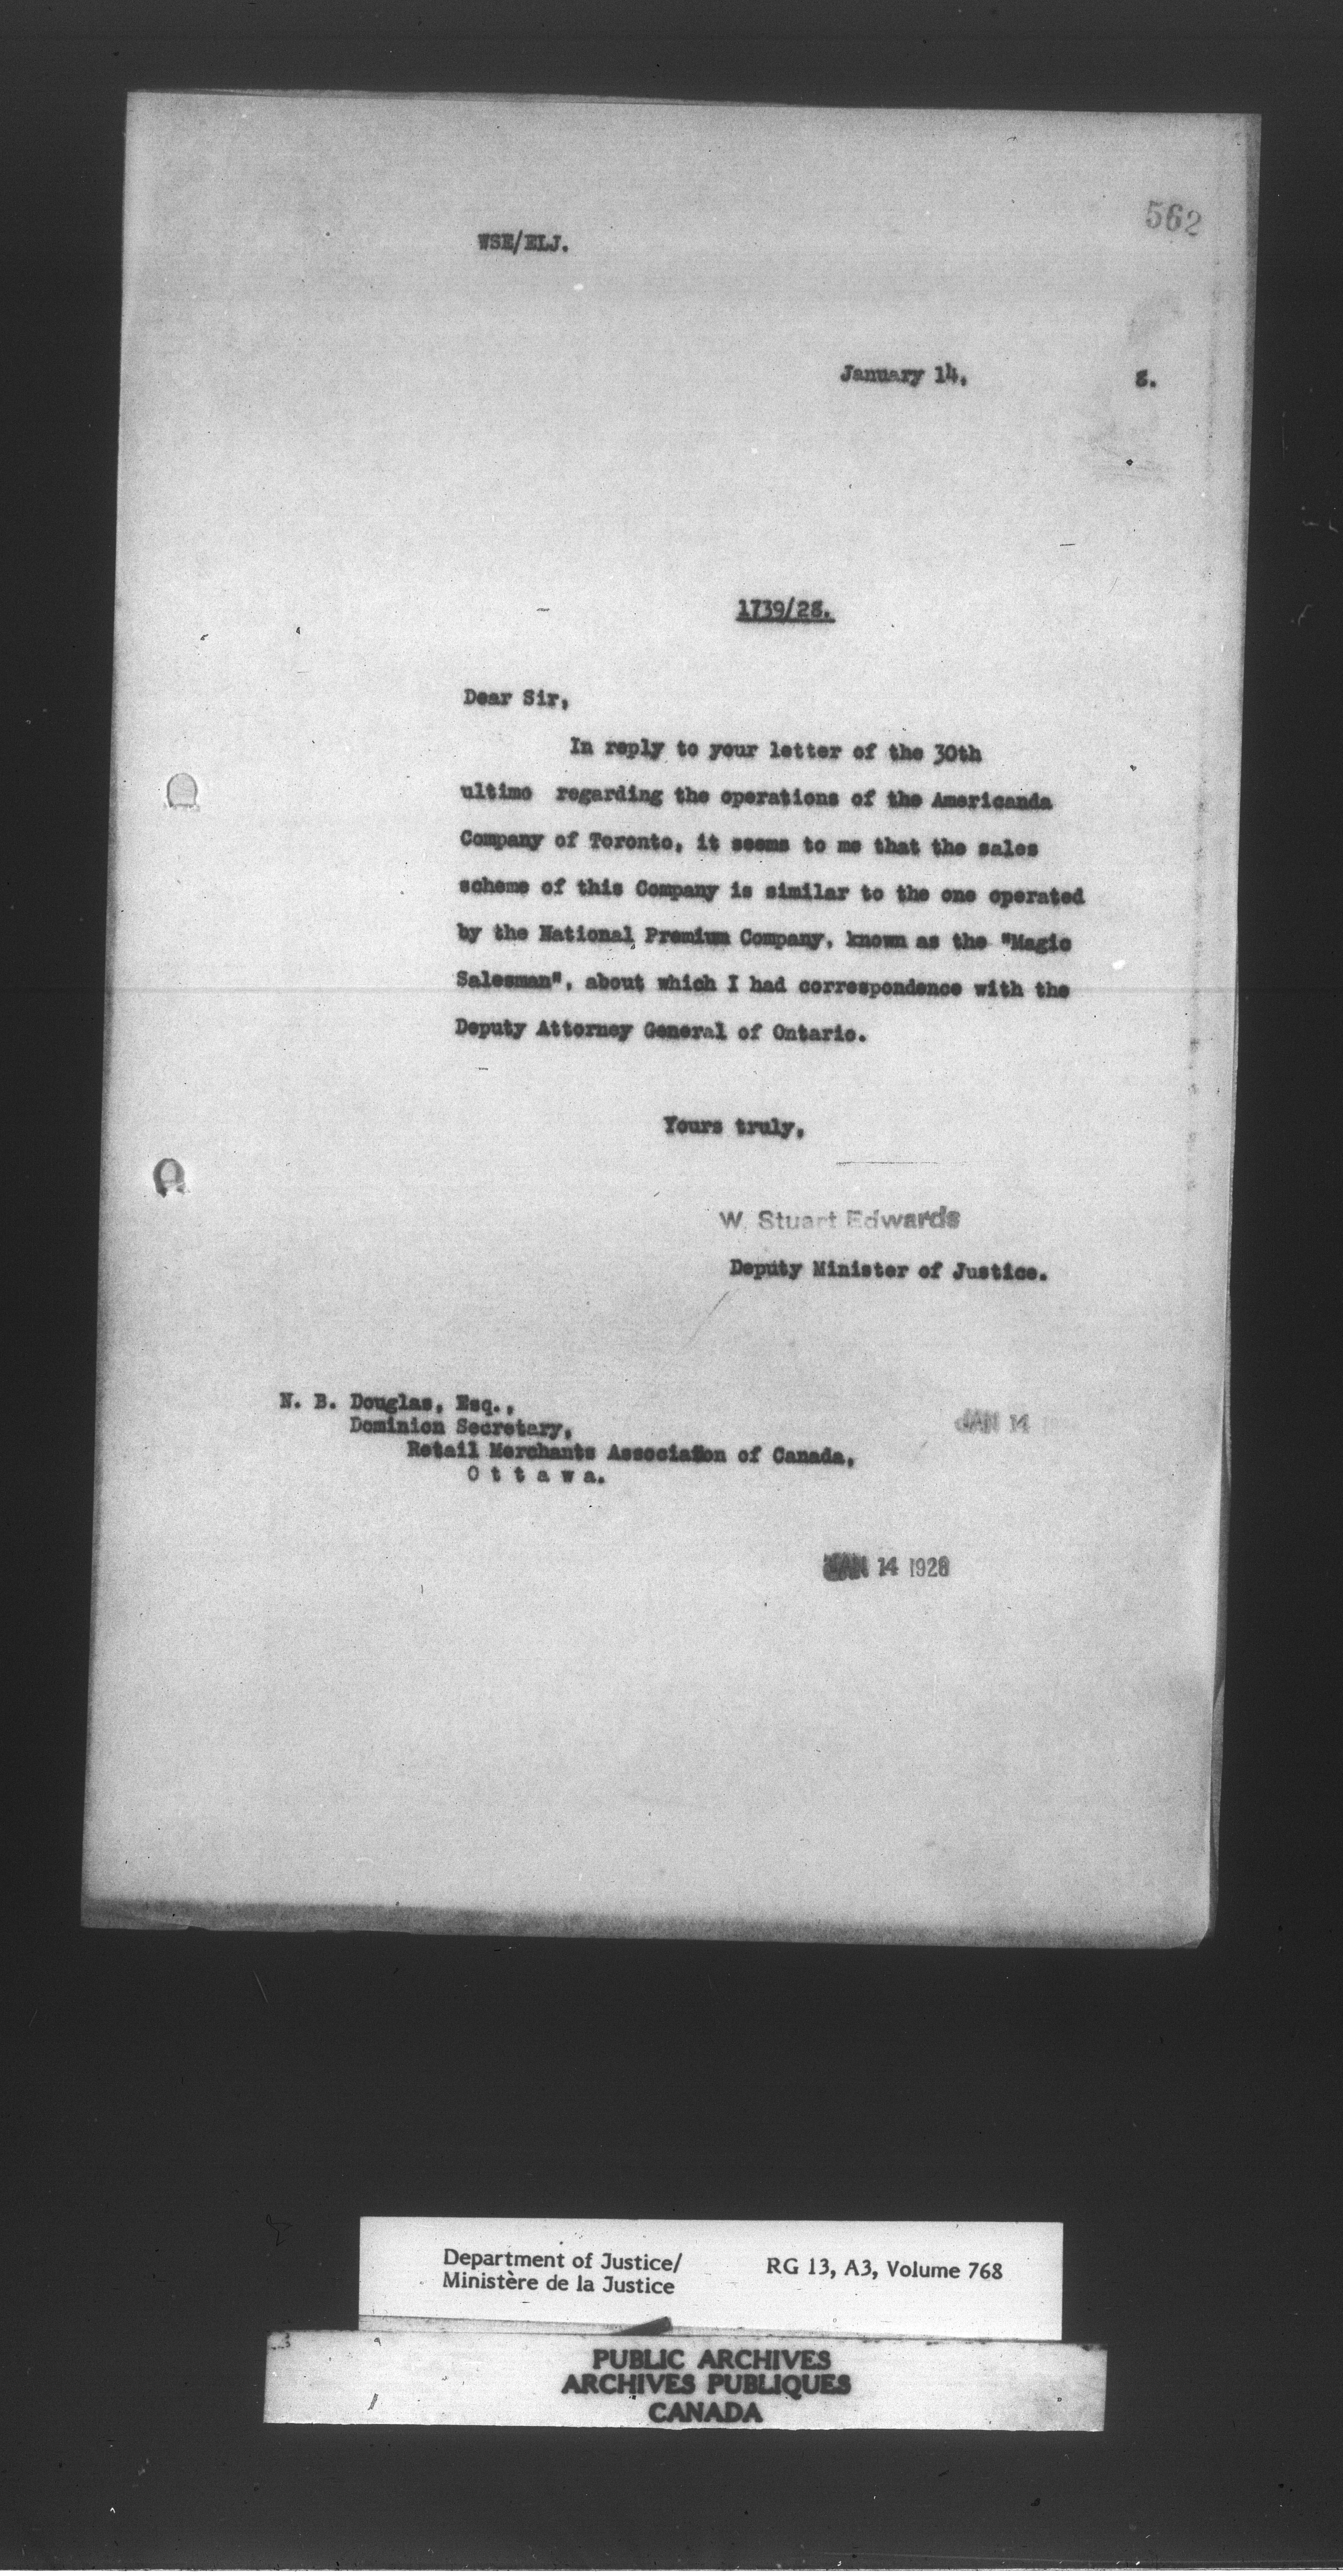 562
WSE/ELJ.
January 14, 8.
1739/28.
Dear Sir,
In reply to your letter of the 30th
ultimo regarding the operations of the Americanda
Company of Toronto, it seems to me that the sales
scheme of this Company is similar to the one operated
by the National Premium Company, known as the "Magic
Salesman", about which I had correspondence with the
Deputy Attorney General of Ontario.
Yours truly,
W. Stuart Edwards
Deputy Minister of Justice.
N. B. Douglas, Esq.,
Dominion Secretary,
JAN 14
Retail Merchants Association of Canada,
O t t a w a.
JAN 14 1928
Department of Justice/
Ministère de la Justice
RG 13, A3, Volume 768
PUBLIC ARCHIVES
ARCHIVES PUBLIQUES
CANADA